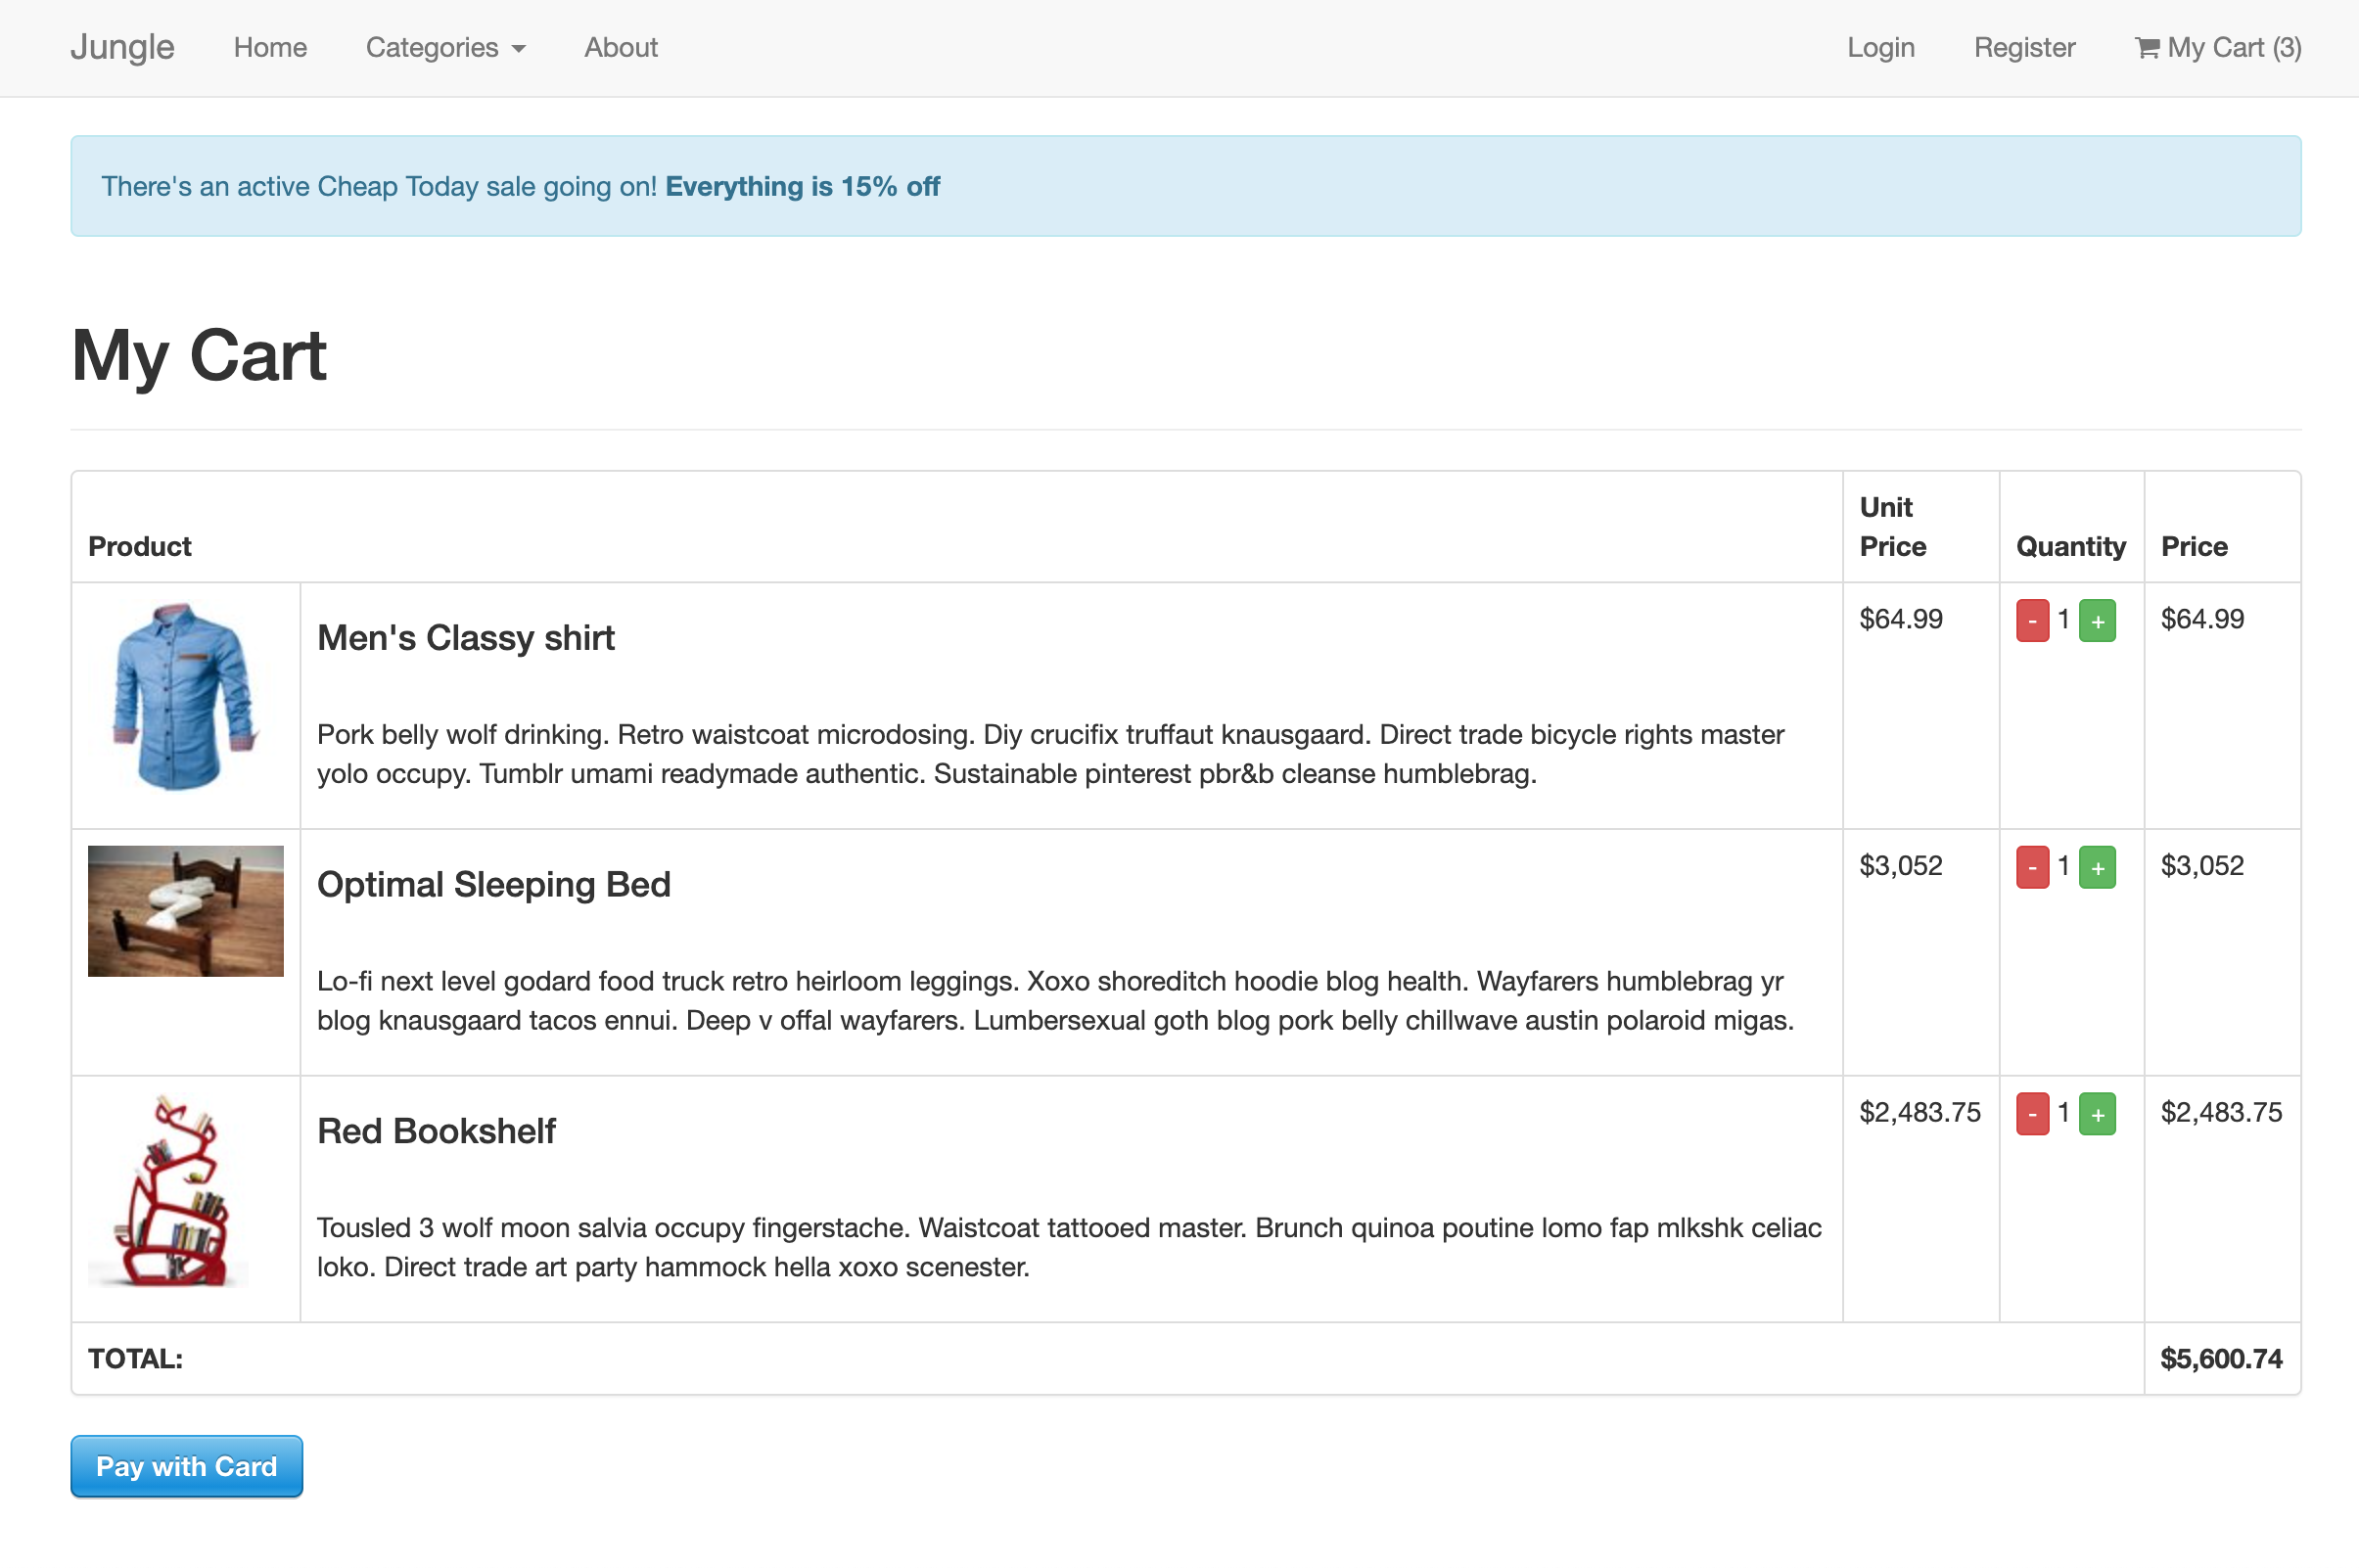 Jungle Home Categories About Login Register My Cart (3)
There's an active Cheap Today sale going on! Everything is 15% off
My Cart
Product Unit Price Quantity Price
Men's Classy shirt $64.99 - 1 + $64.99
Pork belly wolf drinking. Retro waistcoat microdosing. Diy crucifix truffaut knausgaard. Direct trade bicycle rights master
yolo occupy. Tumblr umami readymade authentic. Sustainable pinterest pbr&b cleanse humblebrag.
Optimal Sleeping Bed $3,052 - 1 + $3,052
Lo-fi next level godard food truck retro heirloom leggings. Xoxo shoreditch hoodie blog health. Wayfarers humblebrag yr
blog knausgaard tacos ennui. Deep v offal wayfarers. Lumbersexual goth blog pork belly chillwave austin polaroid migas.
Red Bookshelf $2,483.75 - 1 + $2,483.75
Tousled 3 wolf moon salvia occupy fingerstache. Waistcoat tattooed master. Brunch quinoa poutine lomo fap mlkshk celiac
loko. Direct trade art party hammock hella xoxo scenester.
TOTAL: $5,600.74
Pay with Card